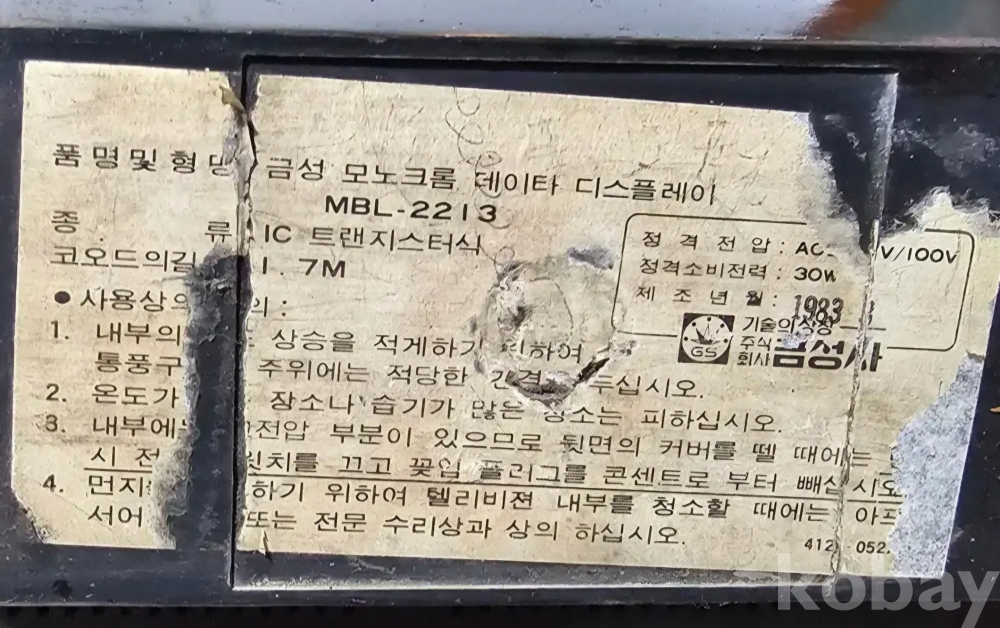 품명및 형명 금성 모노크롬 데이타 디스플레이
MBL-2213
종 류 IC 트랜지스터식
코오드의길 1.7M
정격전압: AC V/100V
정격소비전력: 30W
제조년월: 1983
기술의상징
주식회사 금성사
GS
● 사용상의 의:
1. 내부의 상승을 적게하기 위하여
통풍구 주위에는 적당한 간격 두십시오.
2. 온도가 장소나 습기가 많은 장소는 피하십시오.
3. 내부에는 전압 부분이 있으므로 뒷면의 커버를 뗄 때에는
시 전 윗치를 끄고 꽂임 플러그를 콘센트로 부터 빼십시오
4. 먼지 하기 위하여 텔리비젼 내부를 청소할 때에는 아프
서어 또는 전문 수리상과 상의 하십시오.
412 052
kobay